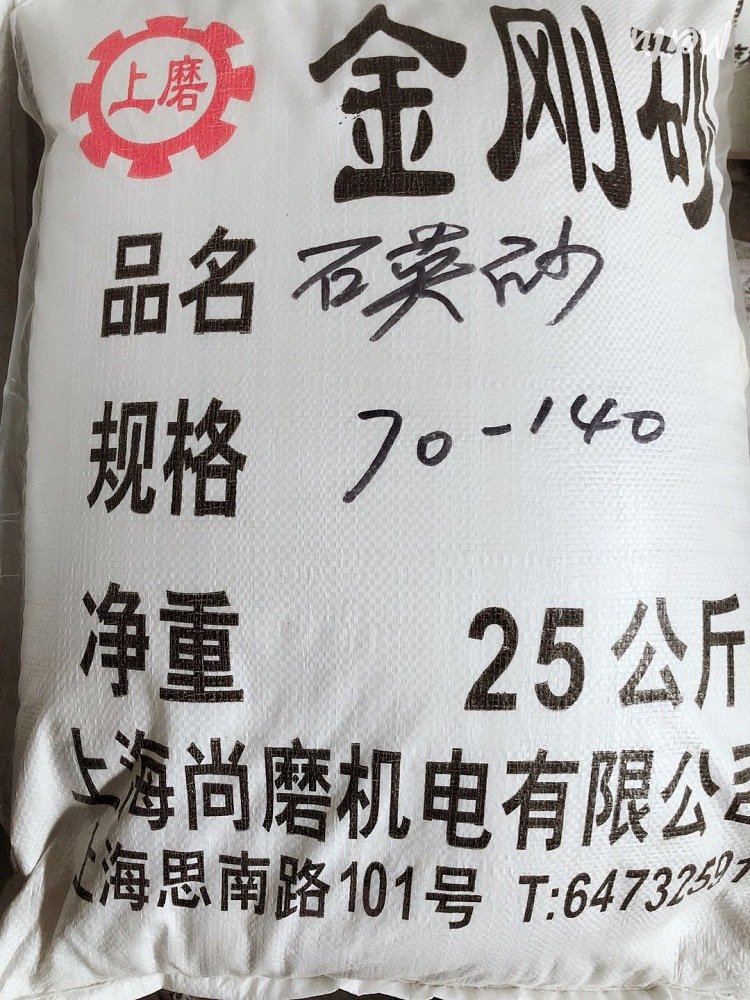 上磨
金刚砂
品名 石英砂
规格 70-140
净重 25公斤
上海尚磨机电有限公司
上海思南路101号 T:6473259